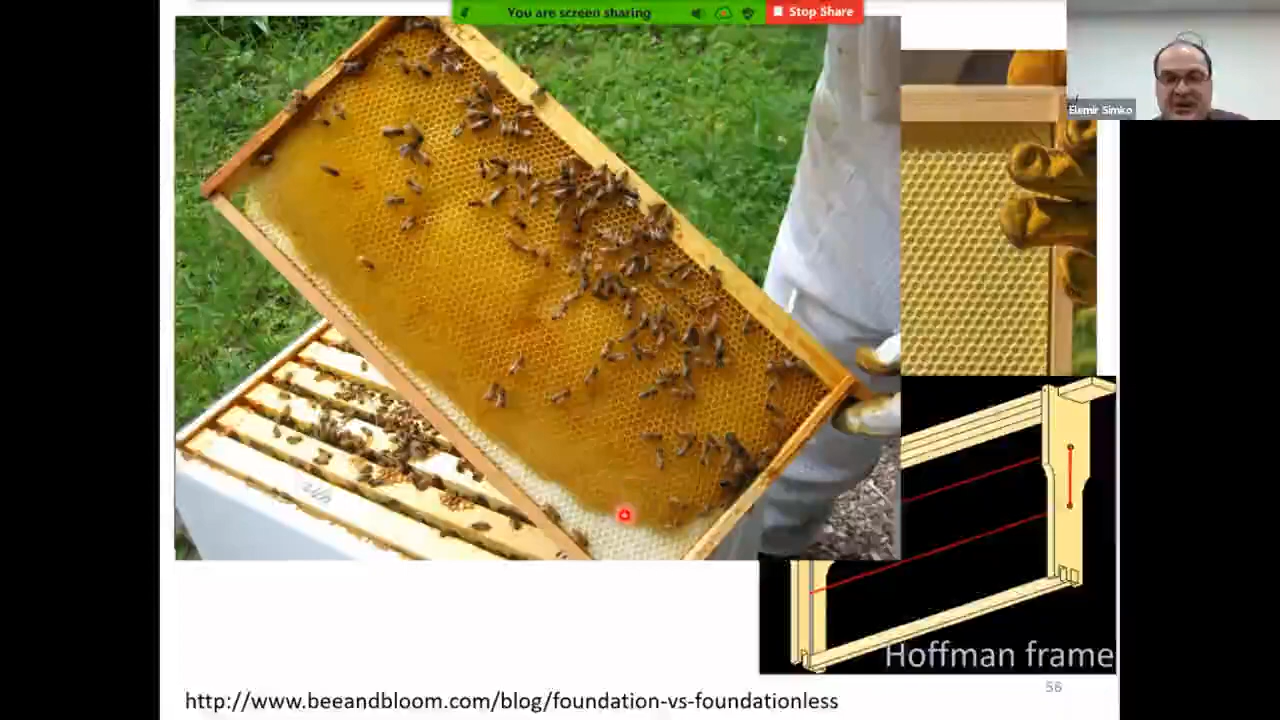 You are screen sharing
Stop Share
Elemir Simko
Hoffman frame
56
http://www.beeandbloom.com/blog/foundation-vs-foundationless